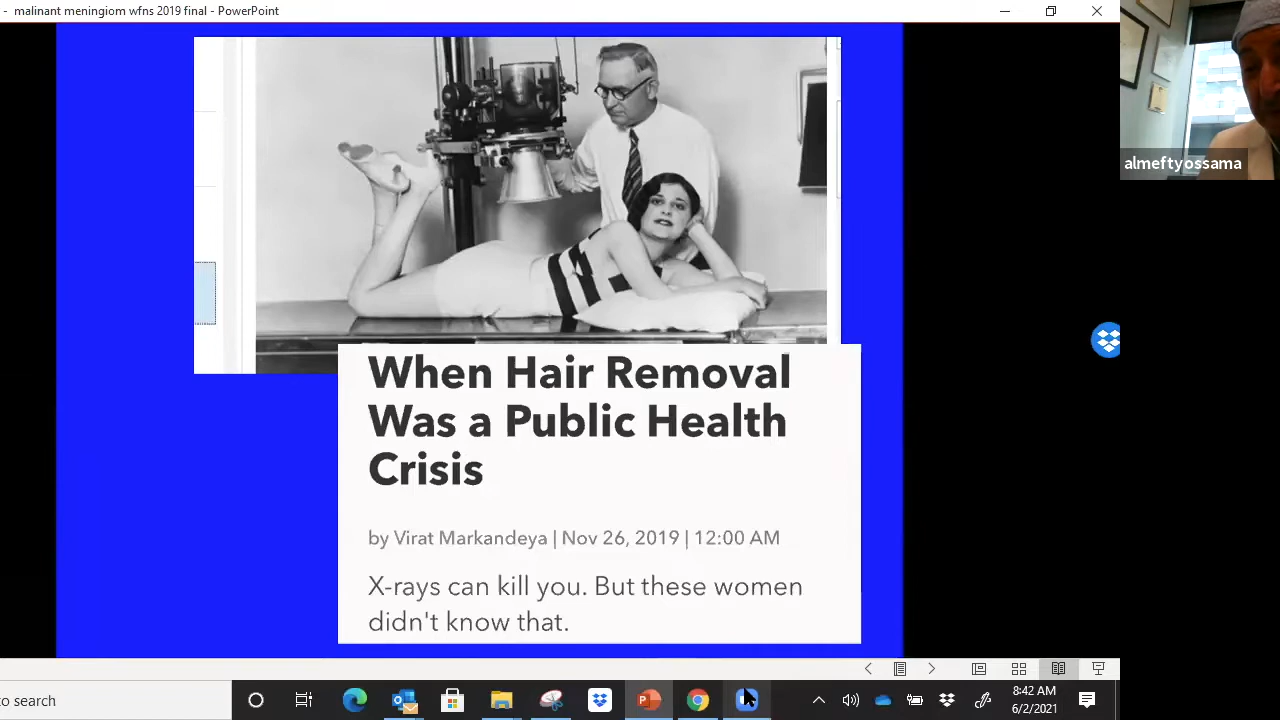 - malinant meningiom wfns 2019 final - PowerPoint
almeftyossama
When Hair Removal
Was a Public Health
Crisis
by Virat Markandeya | Nov 26, 2019 | 12:00 AM
X-rays can kill you. But these women
didn't know that.
to search
8:42 AM
6/2/2021